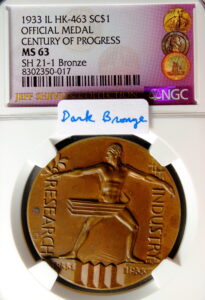 1933 IL HK-463 SC$1
OFFICIAL MEDAL
CENTURY OF PROGRESS
MS 63
SH 21-1 Bronze
8302350-017
NGC
Dark Bronze
RESEARCH
INDUSTRY
1833
1933